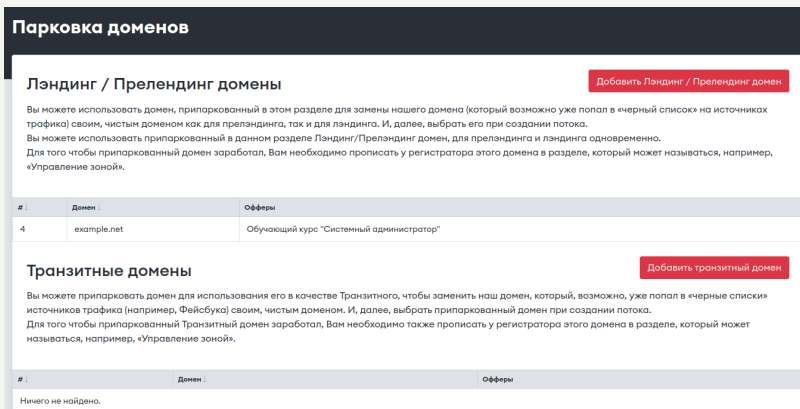 Парковка доменов
Лэндинг / Прелендинг домены
Добавить Лэндинг / Прелендинг домен
Вы можете использовать домен, припаркованный в этом разделе для замены нашего домена (который возможно уже попал в «черный список» на источниках
трафика) своим, чистым доменом как для прелэндинга, так и для лэндинга. И, далее, выбрать его при создании потока.
Вы можете использовать припаркованный в данном разделе Лэндинг/Прелэндинг домен, для прелэндинга и лэндинга одновременно.
Для того чтобы припаркованный домен заработал, Вам необходимо прописать у регистратора этого домена в разделе, который может называться, например,
«Управление зоной».
# Домен Офферы
4 example.net Обучающий курс "Системный администратор"
Транзитные домены
Добавить транзитный домен
Вы можете припарковать домен для использования его в качестве Транзитного, чтобы заменить наш домен, который, возможно, уже попал в «черные списки»
источников трафика (например, Фейсбука) своим, чистым доменом. И, далее, выбрать припаркованный домен при создании потока.
Для того чтобы припаркованный Транзитный домен заработал, Вам необходимо также прописать у регистратора этого домена в разделе, который может
называться, например, «Управление зоной».
# Домен Офферы
Ничего не найдено.